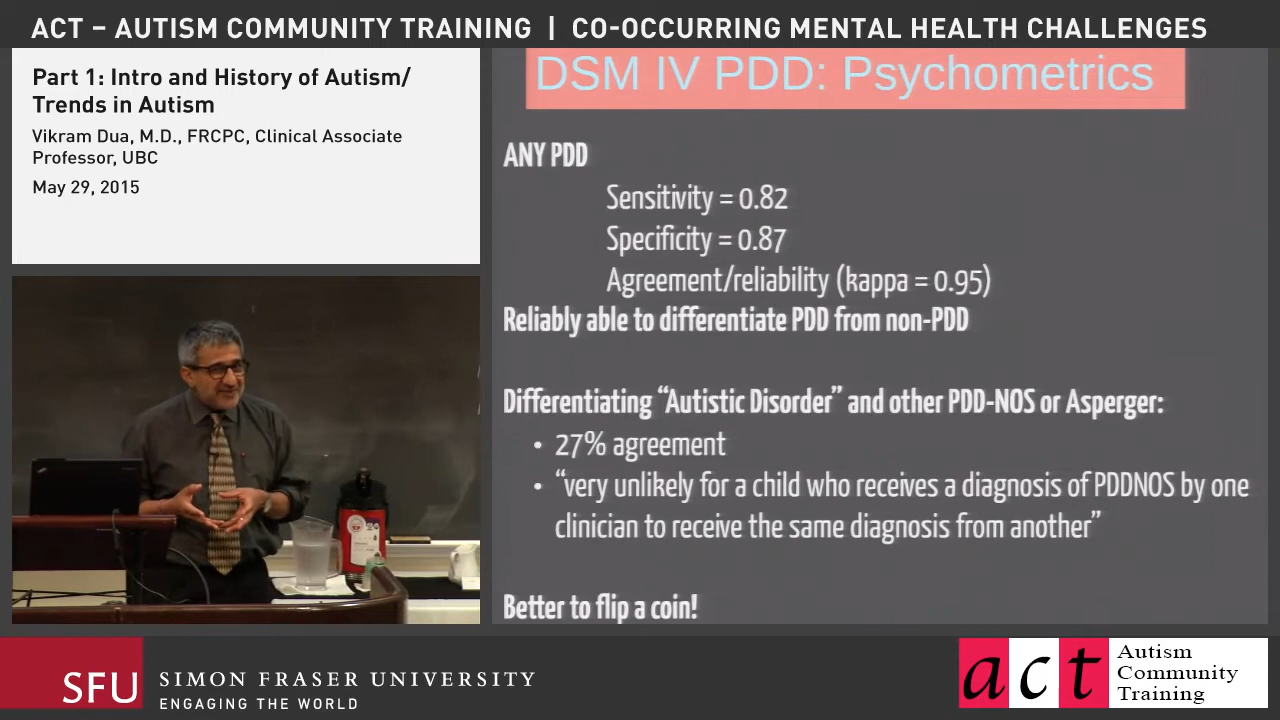 ACT – AUTISM COMMUNITY TRAINING | CO-OCCURRING MENTAL HEALTH CHALLENGES
Part 1: Intro and History of Autism/
Trends in Autism
Vikram Dua, M.D., FRCPC, Clinical Associate
Professor, UBC
May 29, 2015
DSM IV PDD: Psychometrics
ANY PDD
Sensitivity = 0.82
Specificity = 0.87
Agreement/reliability (kappa = 0.95)
Reliably able to differentiate PDD from non-PDD
Differentiating “Autistic Disorder” and other PDD-NOS or Asperger:
• 27% agreement
• “very unlikely for a child who receives a diagnosis of PDDNOS by one
clinician to receive the same diagnosis from another”
Better to flip a coin!
SFU SIMON FRASER UNIVERSITY
ENGAGING THE WORLD
act
Autism
Community
Training